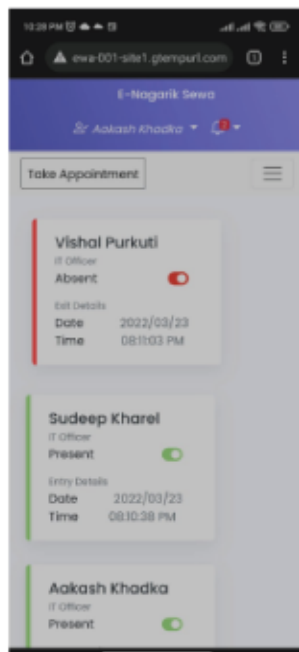 10:28 PM
ewa-001-site1.gtempurl.com
E-Nagarik Sewa
Aakash Khadka
Take Appointment
Vishal Purkuti
IT Officer
Absent
Exit Details
Date 2022/03/23
Time 08:11:03 PM
Sudeep Kharel
IT Officer
Present
Entry Details
Date 2022/03/23
Time 08:10:38 PM
Aakash Khadka
IT Officer
Present